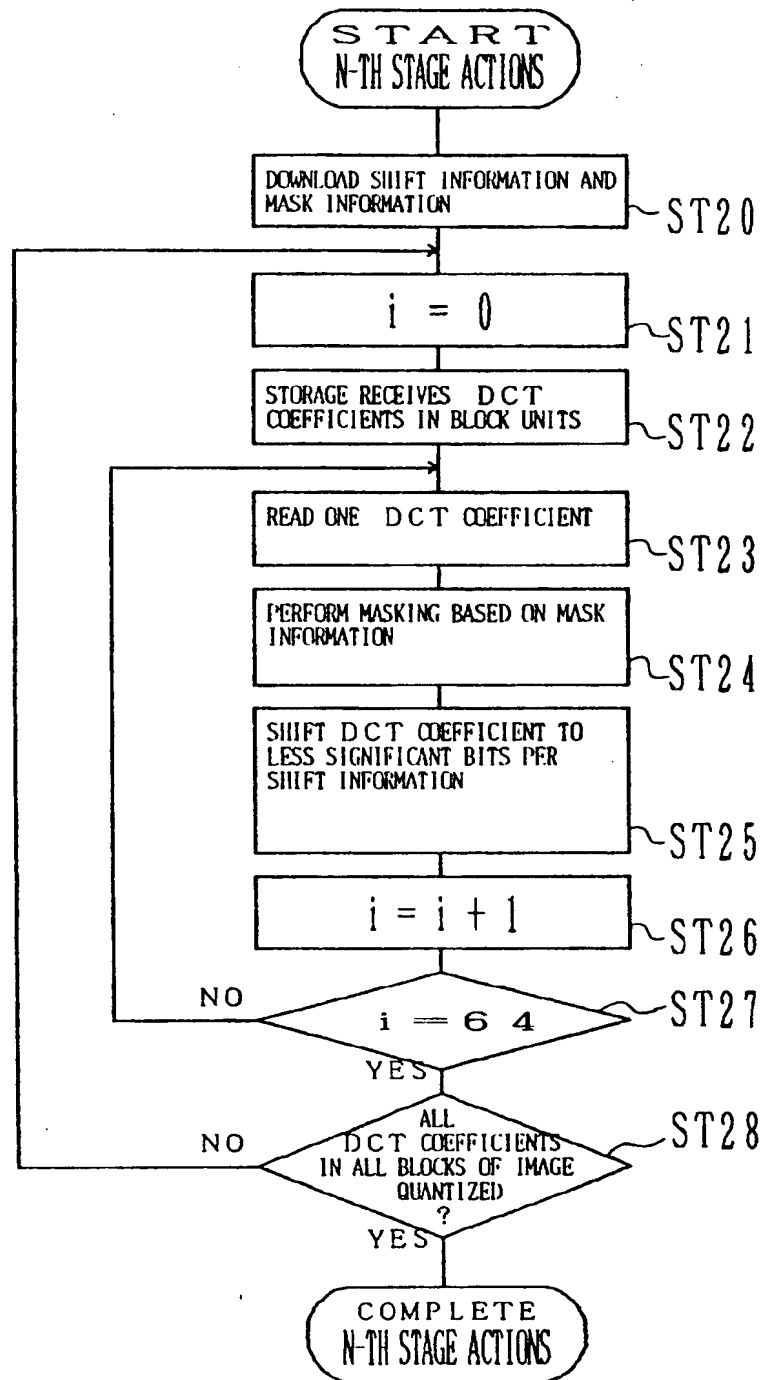 START
N-TH STAGE ACTIONS
DOWNLOAD SHIFT INFORMATION AND
MASK INFORMATION
ST20
i = 0
ST21
STORAGE RECEIVES DCT
COEFFICIENTS IN BLOCK UNITS
ST22
READ ONE DCT COEFFICIENT
ST23
PERFORM MASKING BASED ON MASK
INFORMATION
ST24
SHIFT DCT COEFFICIENT TO
LESS SIGNIFICANT BITS PER
SHIFT INFORMATION
ST25
i = i + 1
ST26
NO
i == 64
ST27
YES
NO
ALL
DCT COEFFICIENTS
IN ALL BLOCKS OF IMAGE
QUANTIZED
?
ST28
YES
COMPLETE
N-TH STAGE ACTIONS